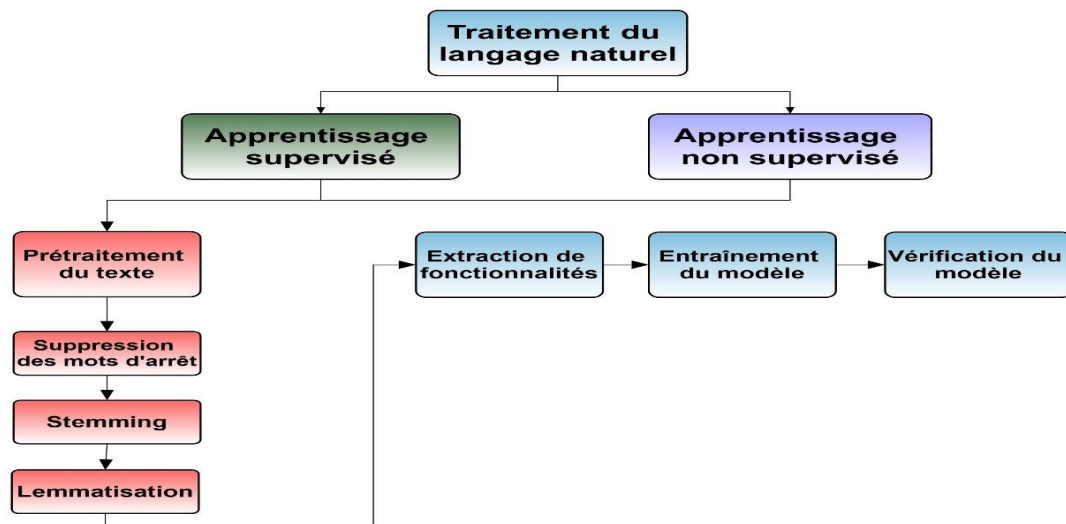 Traitement du
langage naturel
Apprentissage
supervisé
Apprentissage
non supervisé
Prétraitement
du texte
Extraction de
fonctionnalités
Entraînement
du modèle
Vérification du
modèle
Suppression
des mots d'arrêt
Stemming
Lemmatisation